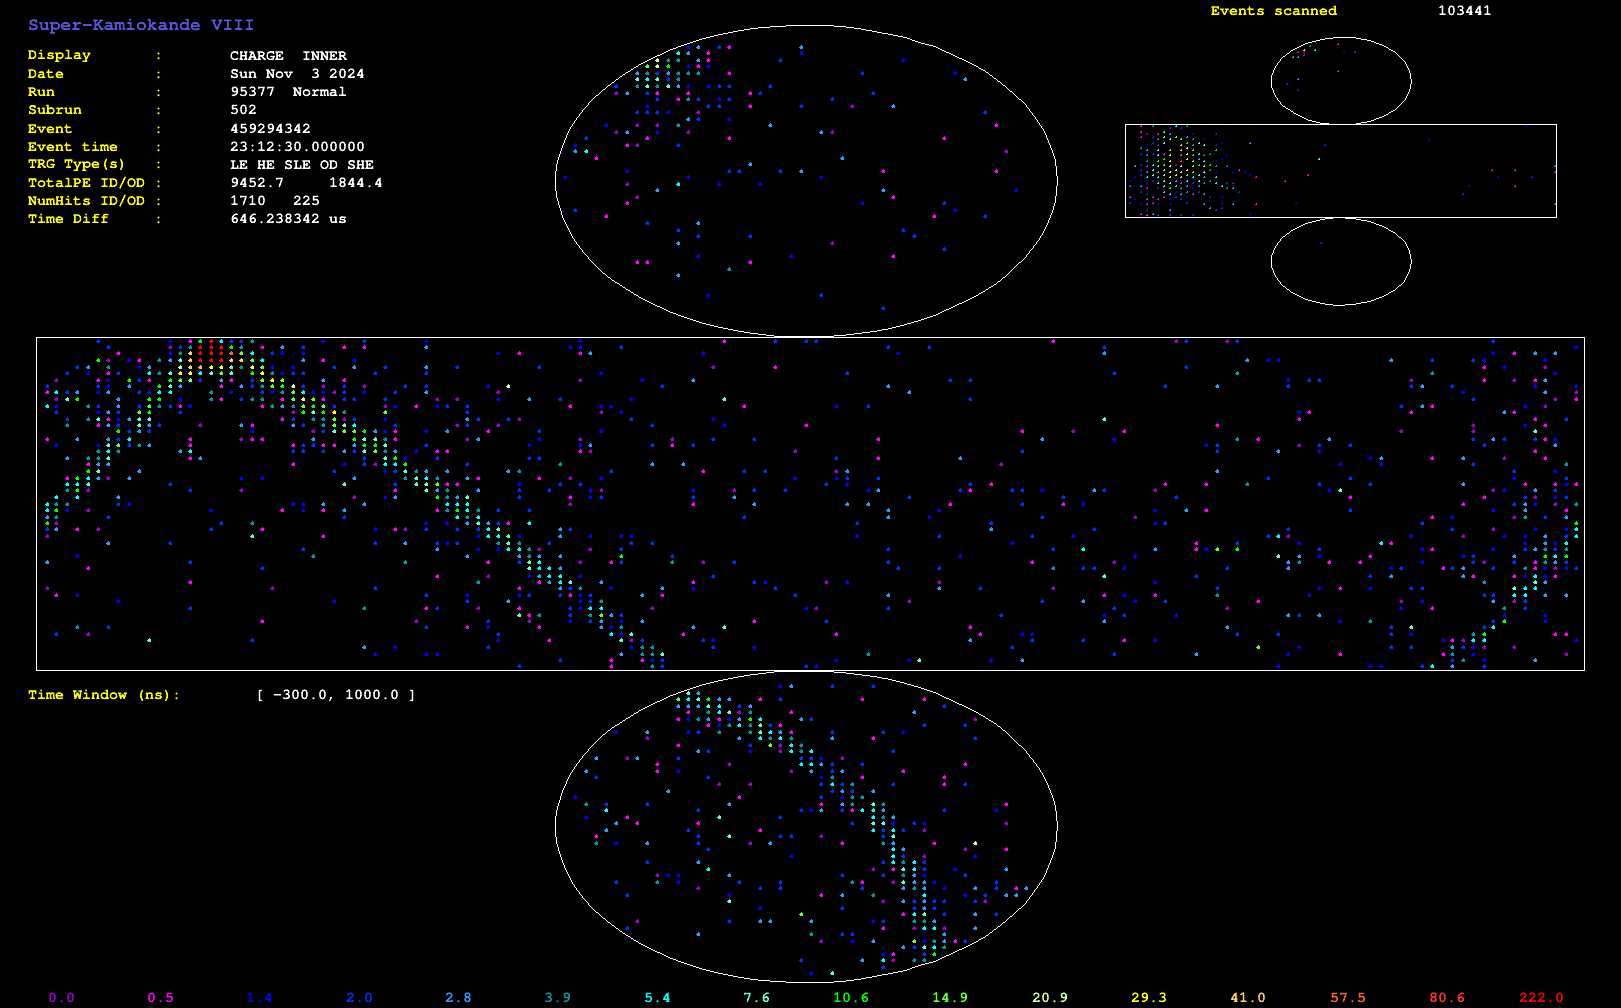 Super-Kamiokande VIII
Events scanned 103441
Display : CHARGE INNER
Date : Sun Nov 3 2024
Run : 95377 Normal
Subrun : 502
Event : 459294342
Event time : 23:12:30.000000
TRG Type(s) : LE HE SLE OD SHE
TotalPE ID/OD : 9452.7 1844.4
NumHits ID/OD : 1710 225
Time Diff : 646.238342 us
Time Window (ns): [ -300.0, 1000.0 ]
0.0 0.5 1.4 2.0 2.8 3.9 5.4 7.6 10.6 14.9 20.9 29.3 41.0 57.5 80.6 222.0